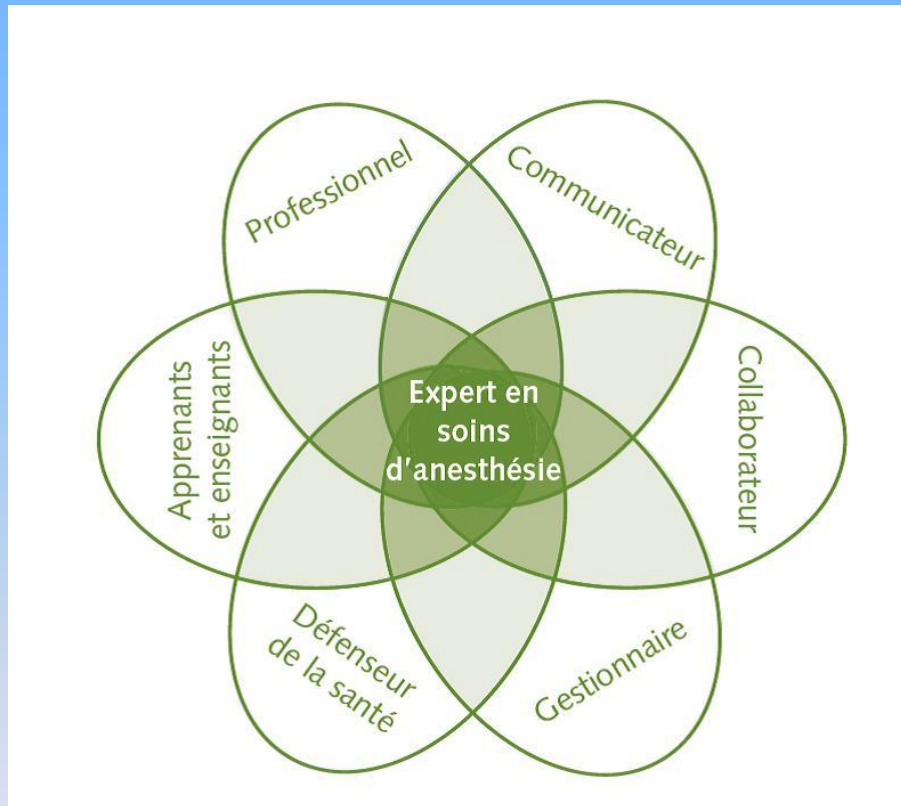 Professionnel
Communicateur
Apprenants
et enseignants
Expert en
soins
d'anesthésie
Collaborateur
Défenseur
de la santé
Gestionnaire